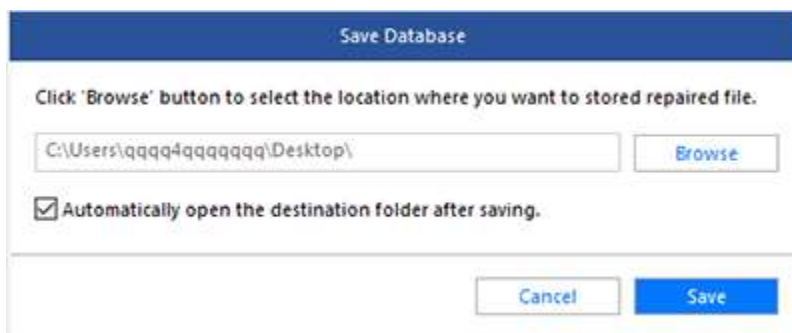 Save Database
Click 'Browse' button to select the location where you want to stored repaired file.
C:\Users\qqqq4qqqqqqq\Desktop\
Browse
Automatically open the destination folder after saving.
Cancel
Save